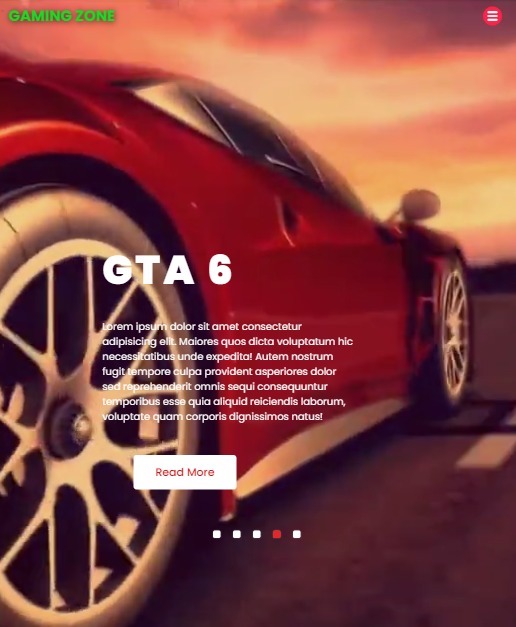 GAMING ZONE
GTA 6
Lorem ipsum dolor sit amet consectetur
adipisicing elit. Maiores quos dicta voluptatum hic
necessitatibus unde expedita! Autem nostrum
fugit tempore culpa provident asperiores dolor
sed reprehenderit omnis sequi consequuntur
temporibus esse quia aliquid reiciendis laborum,
voluptate quam corporis dignissimos natus!
Read More